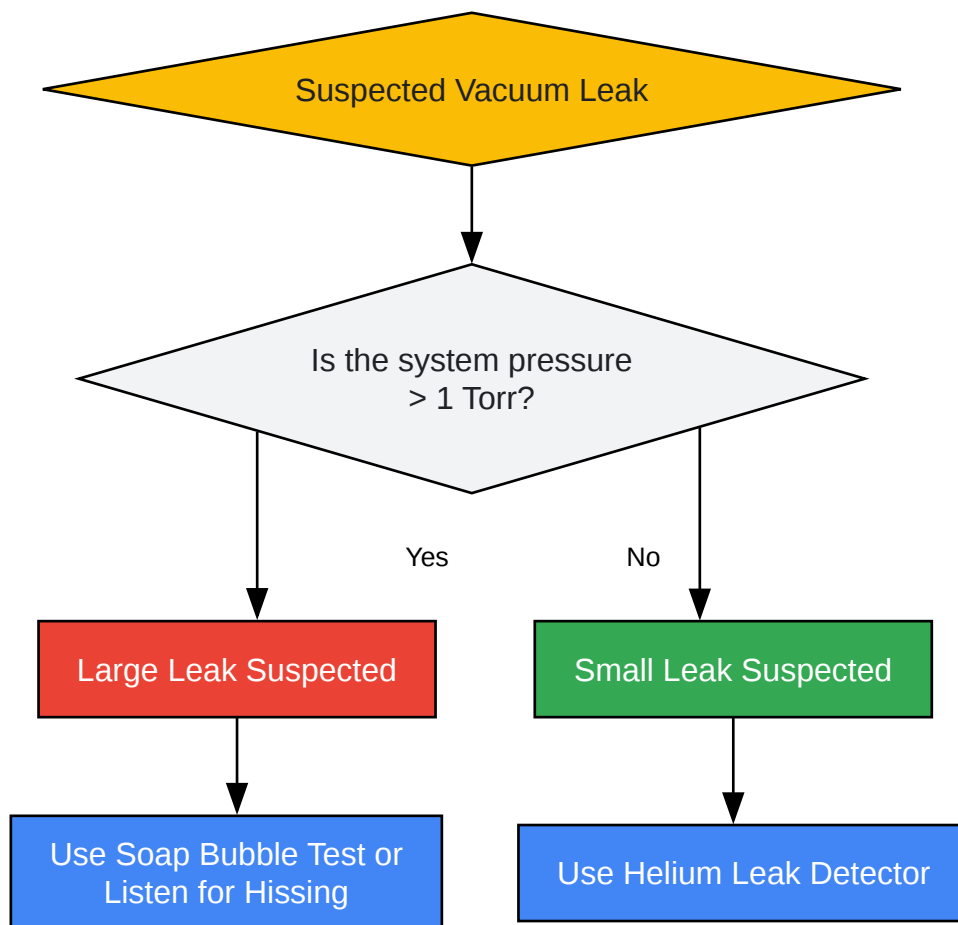 Suspected Vacuum Leak
Is the system pressure
> 1 Torr?
Yes
No
Large Leak Suspected
Small Leak Suspected
Use Soap Bubble Test or
Listen for Hissing
Use Helium Leak Detector